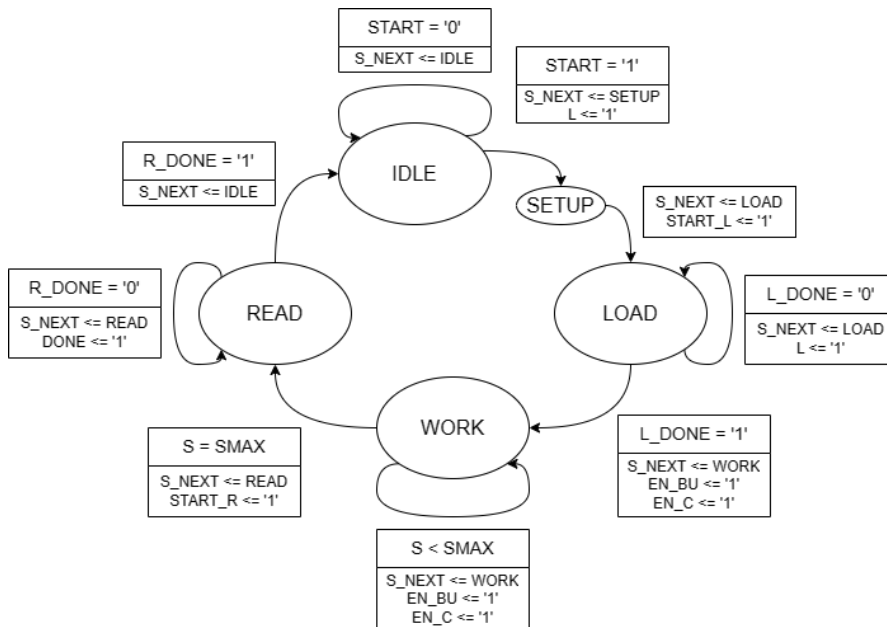 START = '0'
S_NEXT <= IDLE
START = '1'
S_NEXT <= SETUP
L <= '1'
R_DONE = '1'
S_NEXT <= IDLE
IDLE
SETUP
S_NEXT <= LOAD
START_L <= '1'
R_DONE = '0'
S_NEXT <= READ
DONE <= '1'
READ
LOAD
L_DONE = '0'
S_NEXT <= LOAD
L <= '1'
WORK
S = SMAX
S_NEXT <= READ
START_R <= '1'
L_DONE = '1'
S_NEXT <= WORK
EN_BU <= '1'
EN_C <= '1'
S < SMAX
S_NEXT <= WORK
EN_BU <= '1'
EN_C <= '1'